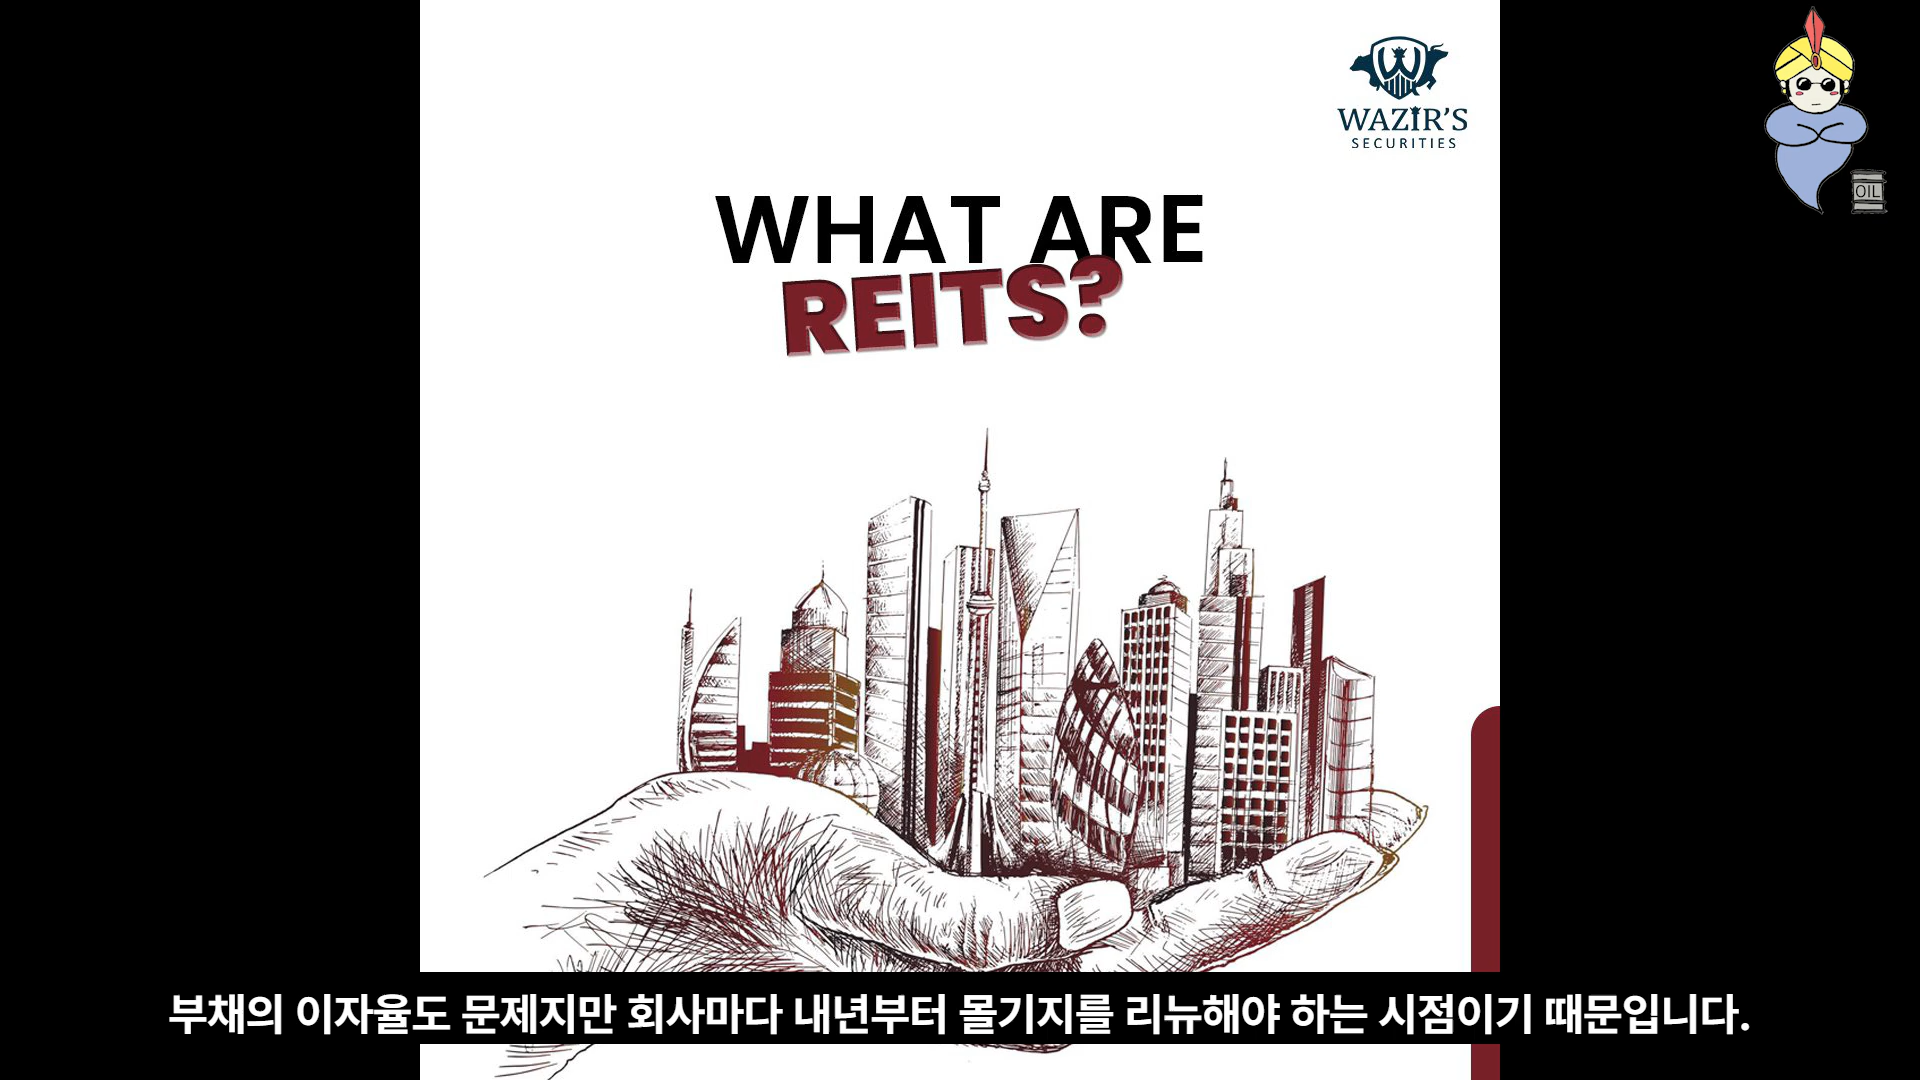 WAZIR'S
SECURITIES
WHAT ARE
REITS?
OIL
부채의 이자율도 문제지만 회사마다 내년부터 몰기지를 리뉴해야 하는 시점이기 때문입니다.